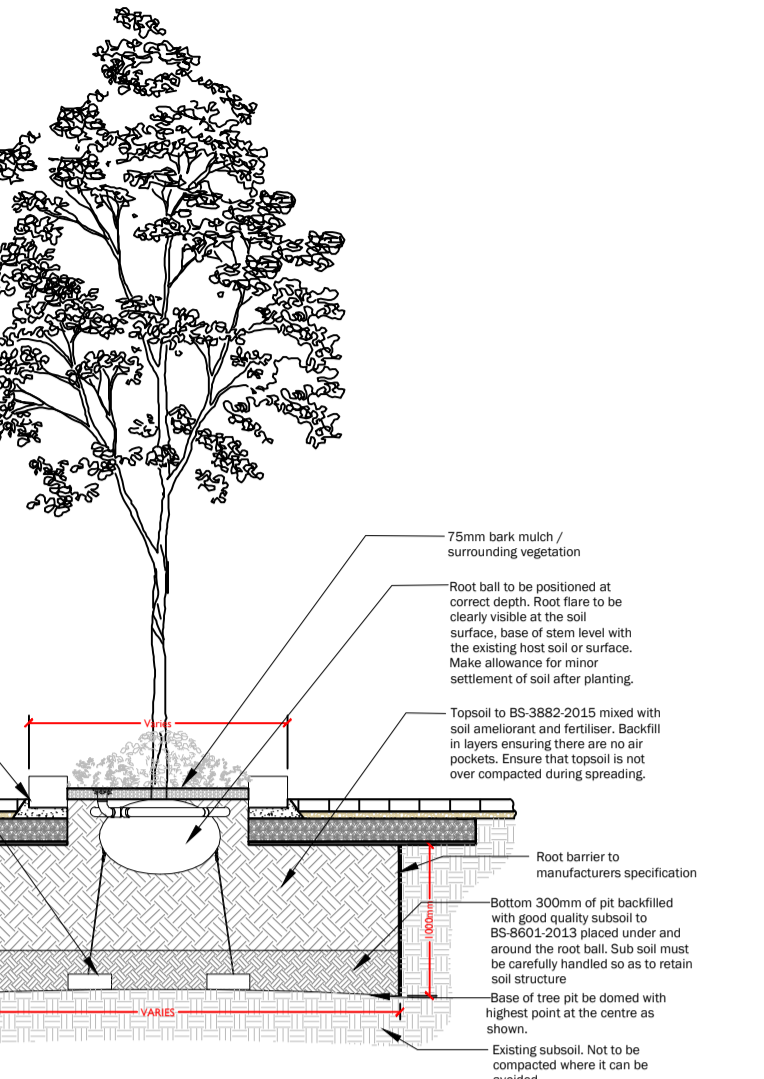 75mm bark mulch /
surrounding vegetation
Root ball to be positioned at
correct depth. Root flare to be
clearly visible at the soil
surface, base of stem level with
the existing host soil or surface.
Make allowance for minor
settlement of soil after planting.
Varies
Topsoil to BS-3882-2015 mixed with
soil ameliorant and fertiliser. Backfill
in layers ensuring there are no air
pockets. Ensure that topsoil is not
over compacted during spreading.
Root barrier to
manufacturers specification
1000mm
Bottom 300mm of pit backfilled
with good quality subsoil to
BS-8601-2013 placed under and
around the root ball. Sub soil must
be carefully handled so as to retain
soil structure
Base of tree pit be domed with
highest point at the centre as
shown.
VARIES
Existing subsoil. Not to be
compacted where it can be